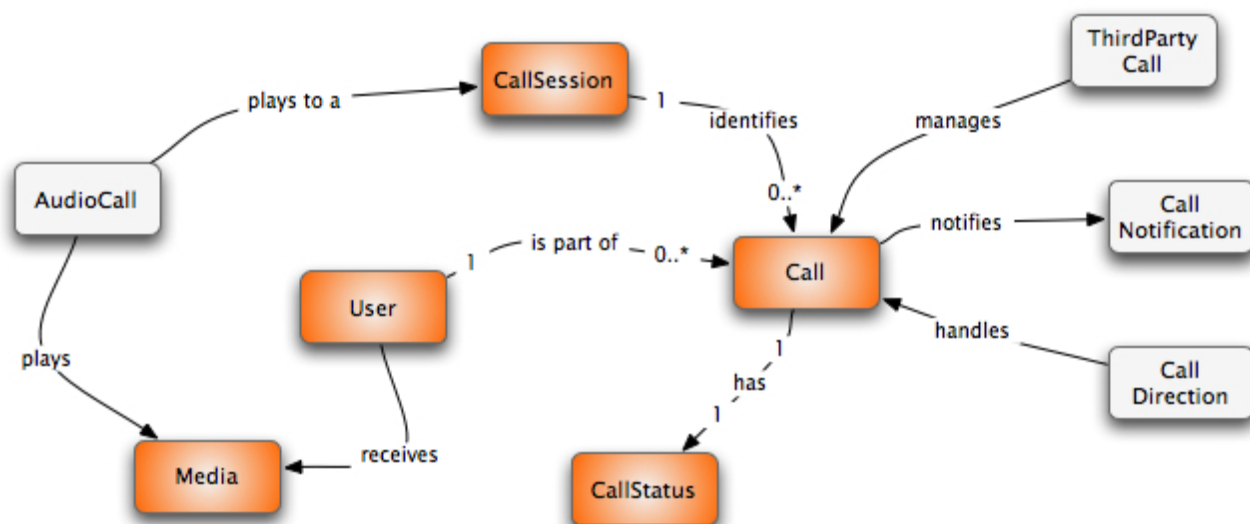 ThirdParty
Call
CallSession
plays to a
1
identifies
manages
0..*
AudioCall
Call
Notification
notifies
is part of
1
0..*
Call
User
handles
1
has
1
plays
Call
Direction
receives
Media
CallStatus